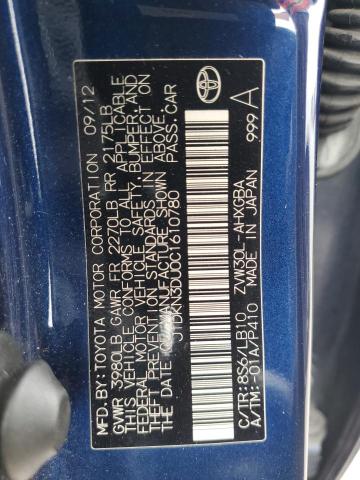 MFD.BY:TOYOTA MOTOR CORPORATION 09/12
GVWR 3980LB GAWR FR 2270LB RR 2175LB
THIS VEHICLE CONFORMS TO ALL APPLICABLE
FEDERAL MOTOR VEHICLE SAFETY, BUMPER, AND
THEFT PREVENTION STANDARDS IN EFFECT ON
THE DATE OF MANUFACTURE SHOWN ABOVE.
JTDKN3DU0C1610780 PASS.CAR
C/TR:8S6/LB10 ZVW30L-AHXGBA
A/TM:-01A/P410 MADE IN JAPAN 999 A
TOYOTA